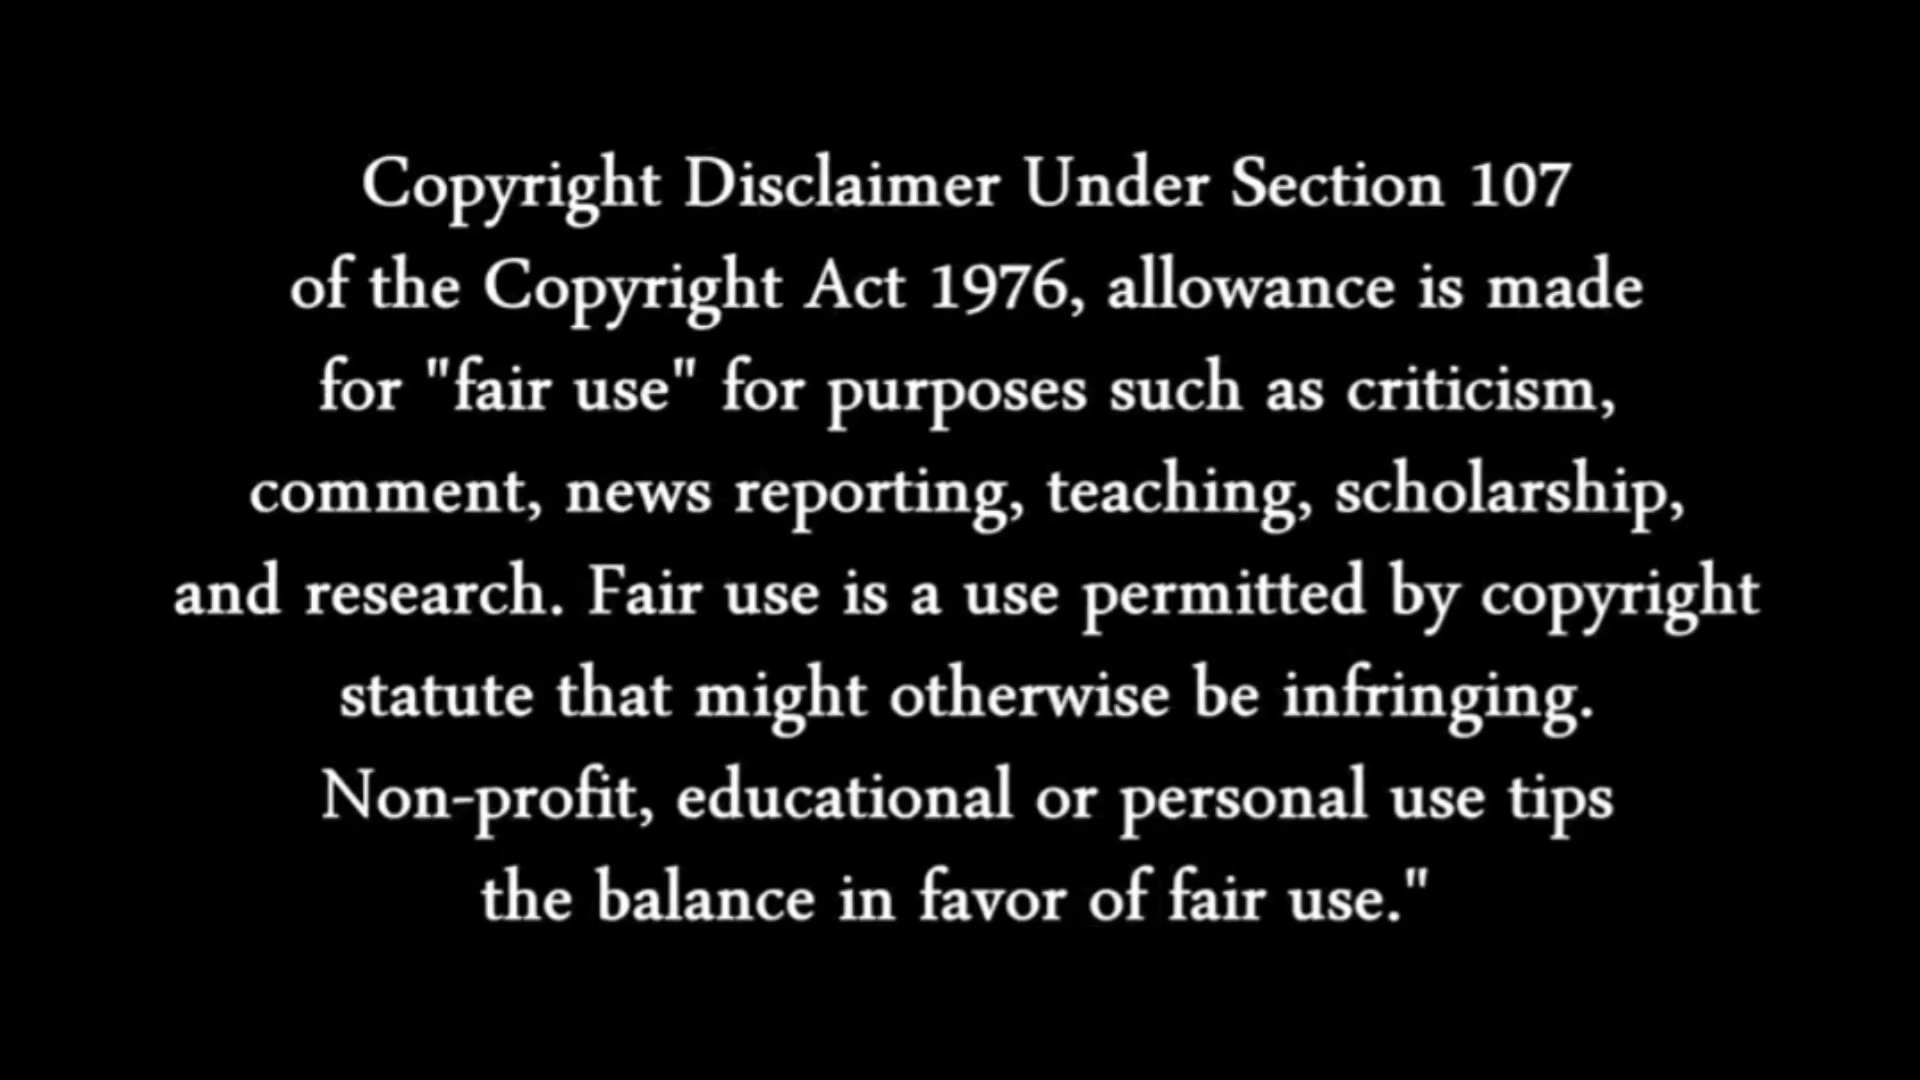 Copyright Disclaimer Under Section 107
of the Copyright Act 1976, allowance is made
for "fair use" for purposes such as criticism,
comment, news reporting, teaching, scholarship,
and research. Fair use is a use permitted by copyright
statute that might otherwise be infringing.
Non-profit, educational or personal use tips
the balance in favor of fair use."